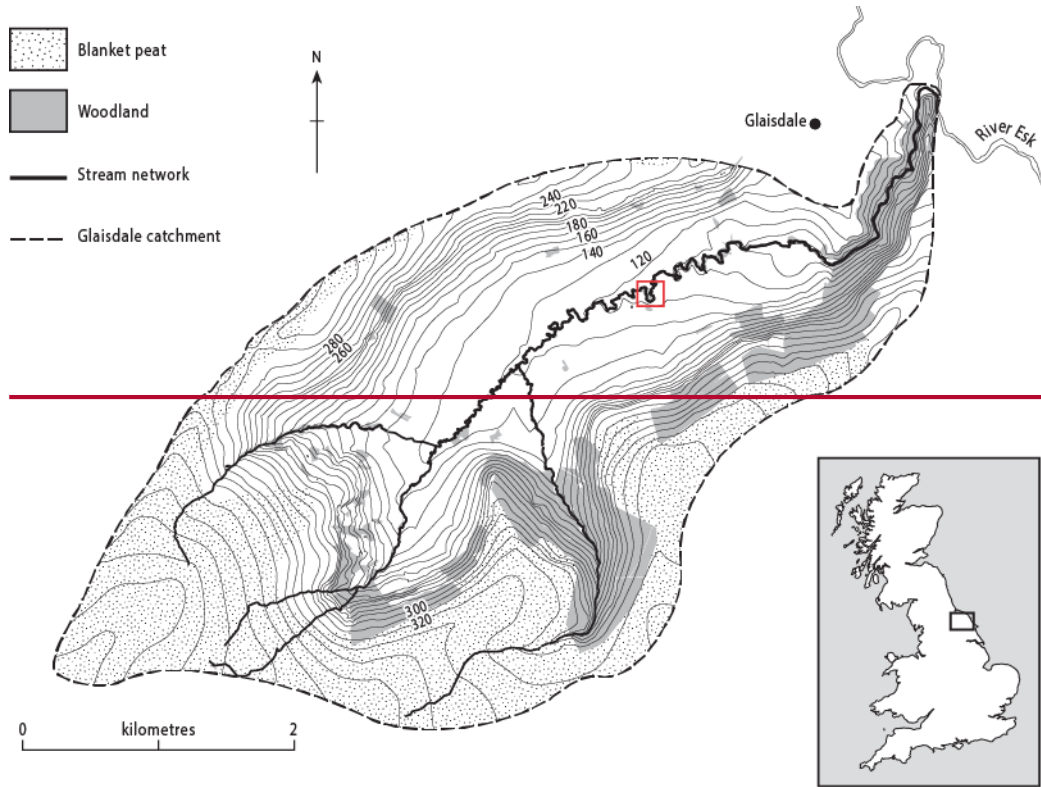 Blanket peat
Woodland
Stream network
Glaisdale catchment
N
Glaisdale
River Esk
240
220
180
160
140
120
280
260
300
320
0 kilometres 2